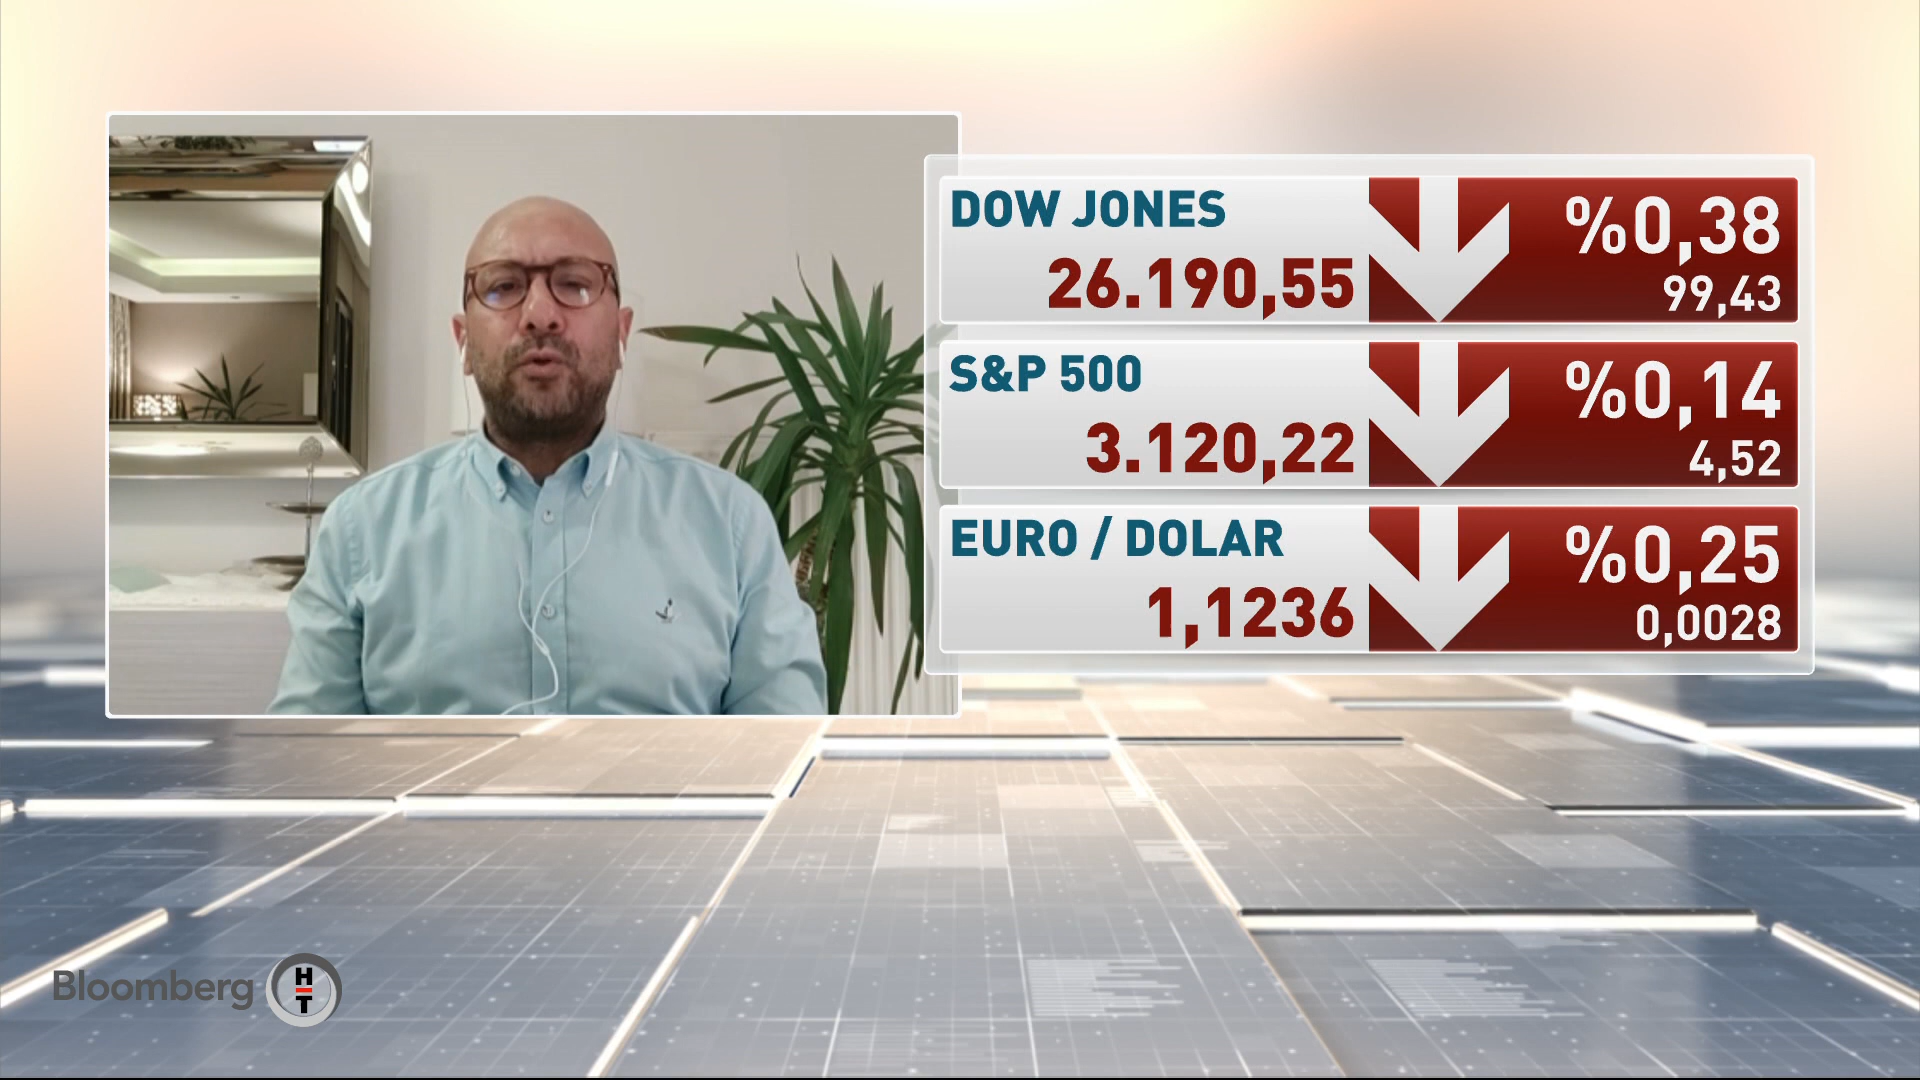 DOW JONES
26.190,55
%0,38
99,43
S&P 500
3.120,22
%0,14
4,52
EURO / DOLAR
1,1236
%0,25
0,0028
Bloomberg HT